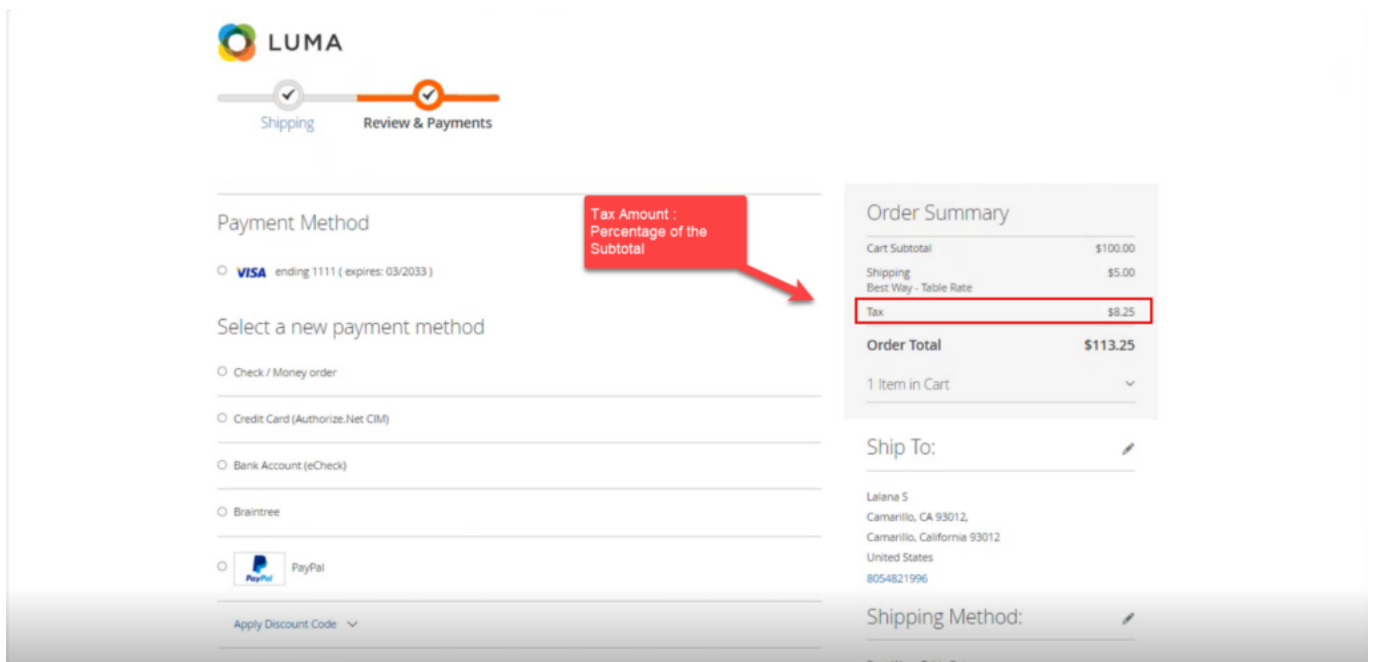 LUMA
Shipping
Review & Payments
Payment Method
VISA ending 1111 ( expires: 03/2033 )
Select a new payment method
Check / Money order
Credit Card (Authorize.Net CIM)
Bank Account (eCheck)
Braintree
PayPal PayPal
Apply Discount Code
Tax Amount :
Percentage of the
Subtotal
Order Summary
Cart Subtotal $100.00
Shipping $5.00
Best Way - Table Rate
Tax $8.25
Order Total $113.25
1 Item in Cart
Ship To:
Lalana S
Camarillo, CA 93012,
Camarillo, California 93012
United States
8054821996
Shipping Method: